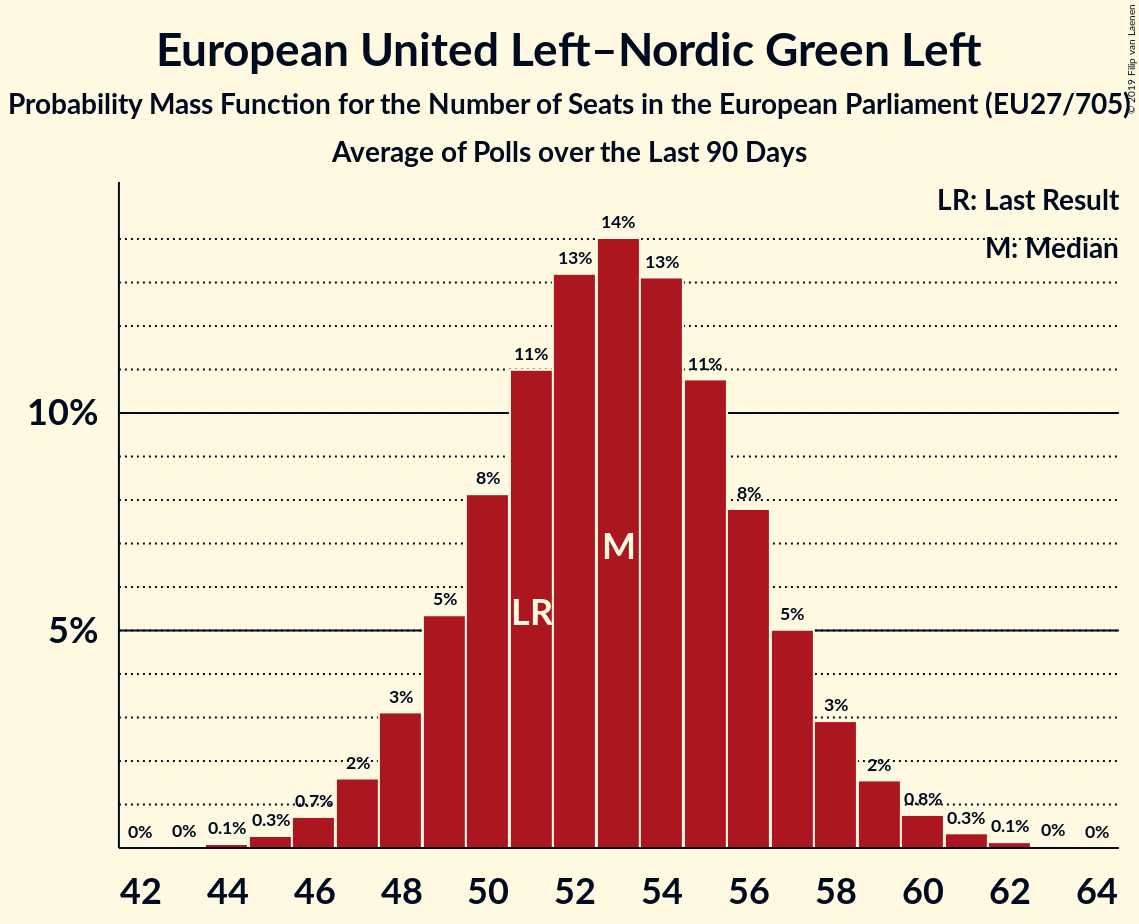 European United Left–Nordic Green Left
Probability Mass Function for the Number of Seats in the European Parliament (EU27/705)
Average of Polls over the Last 90 Days
© 2019 Filip van Laenen
LR: Last Result
M: Median
10%
5%
0%
0%
0.1%
0.3%
0.7%
2%
3%
5%
8%
11%
13%
14%
13%
11%
8%
5%
3%
2%
0.8%
0.3%
0.1%
0%
0%
M
LR
42 44 46 48 50 52 54 56 58 60 62 64